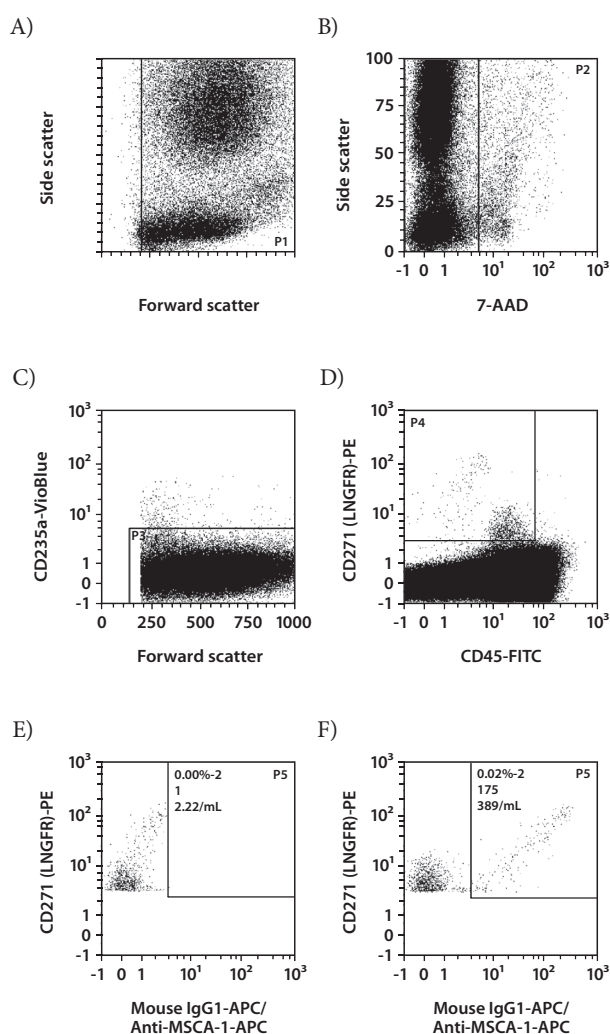 A)
Side scatter
P1
Forward scatter
B)
100
75
50
25
0
P2
Side scatter
-1 0 1 10¹ 10² 10³
7-AAD
C)
10³
10²
10¹
1
0
-1
P3
CD235a-VioBlue
0 250 500 750 1000
Forward scatter
D)
10³
10²
10¹
1
0
-1
P4
CD271 (LNGFR)-PE
-1 0 1 10¹ 10² 10³
CD45-FITC
E)
10³
10²
10¹
1
0
-1
0.00%-2 P5
1
2.22/mL
CD271 (LNGFR)-PE
-1 0 1 10¹ 10² 10³
Mouse IgG1-APC/
Anti-MSCA-1-APC
F)
10³
10²
10¹
1
0
-1
0.02%-2 P5
175
389/mL
CD271 (LNGFR)-PE
-1 0 1 10¹ 10² 10³
Mouse IgG1-APC/
Anti-MSCA-1-APC